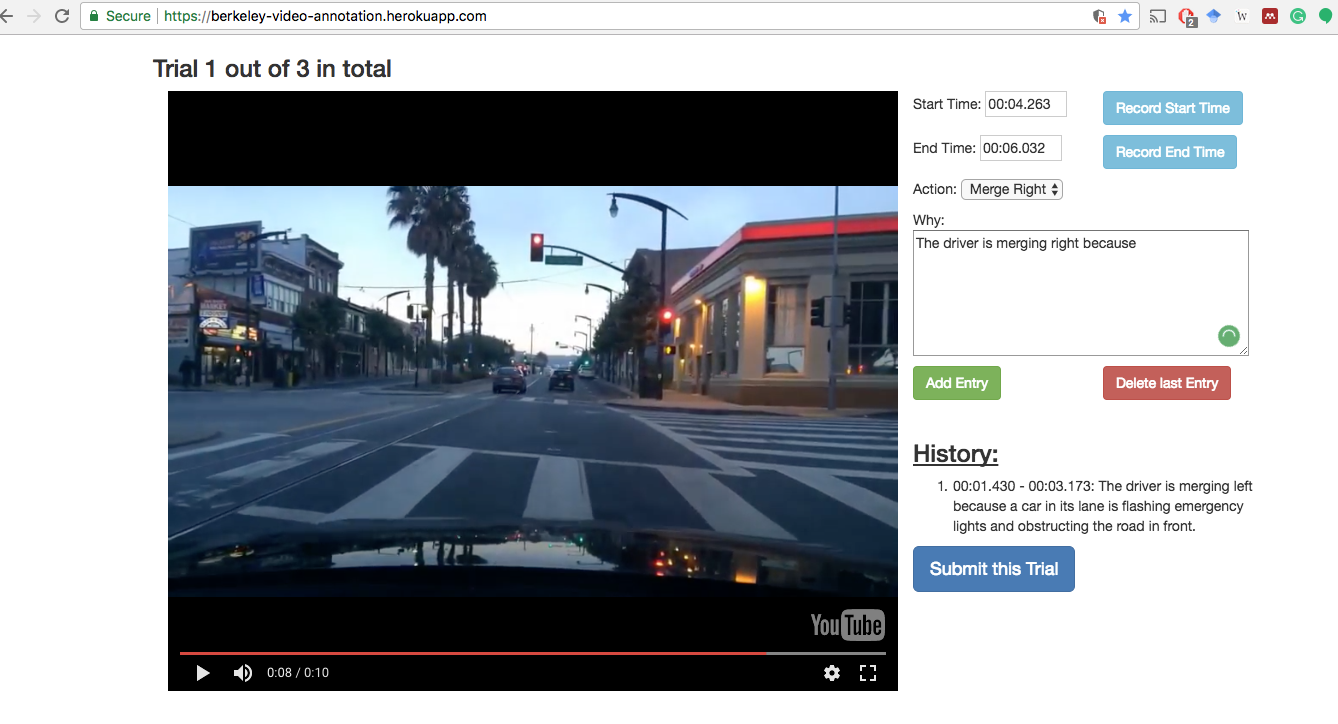 Secure https://berkeley-video-annotation.herokuapp.com
2
W
Trial 1 out of 3 in total
Start Time: 00:04.263 Record Start Time
End Time: 00:06.032 Record End Time
Action: Merge Right
Why:
The driver is merging right because
Add Entry Delete last Entry
History:
1. 00:01.430 - 00:03.173: The driver is merging left
because a car in its lane is flashing emergency
lights and obstructing the road in front.
Submit this Trial
MARKET
YouTube
0:08 / 0:10